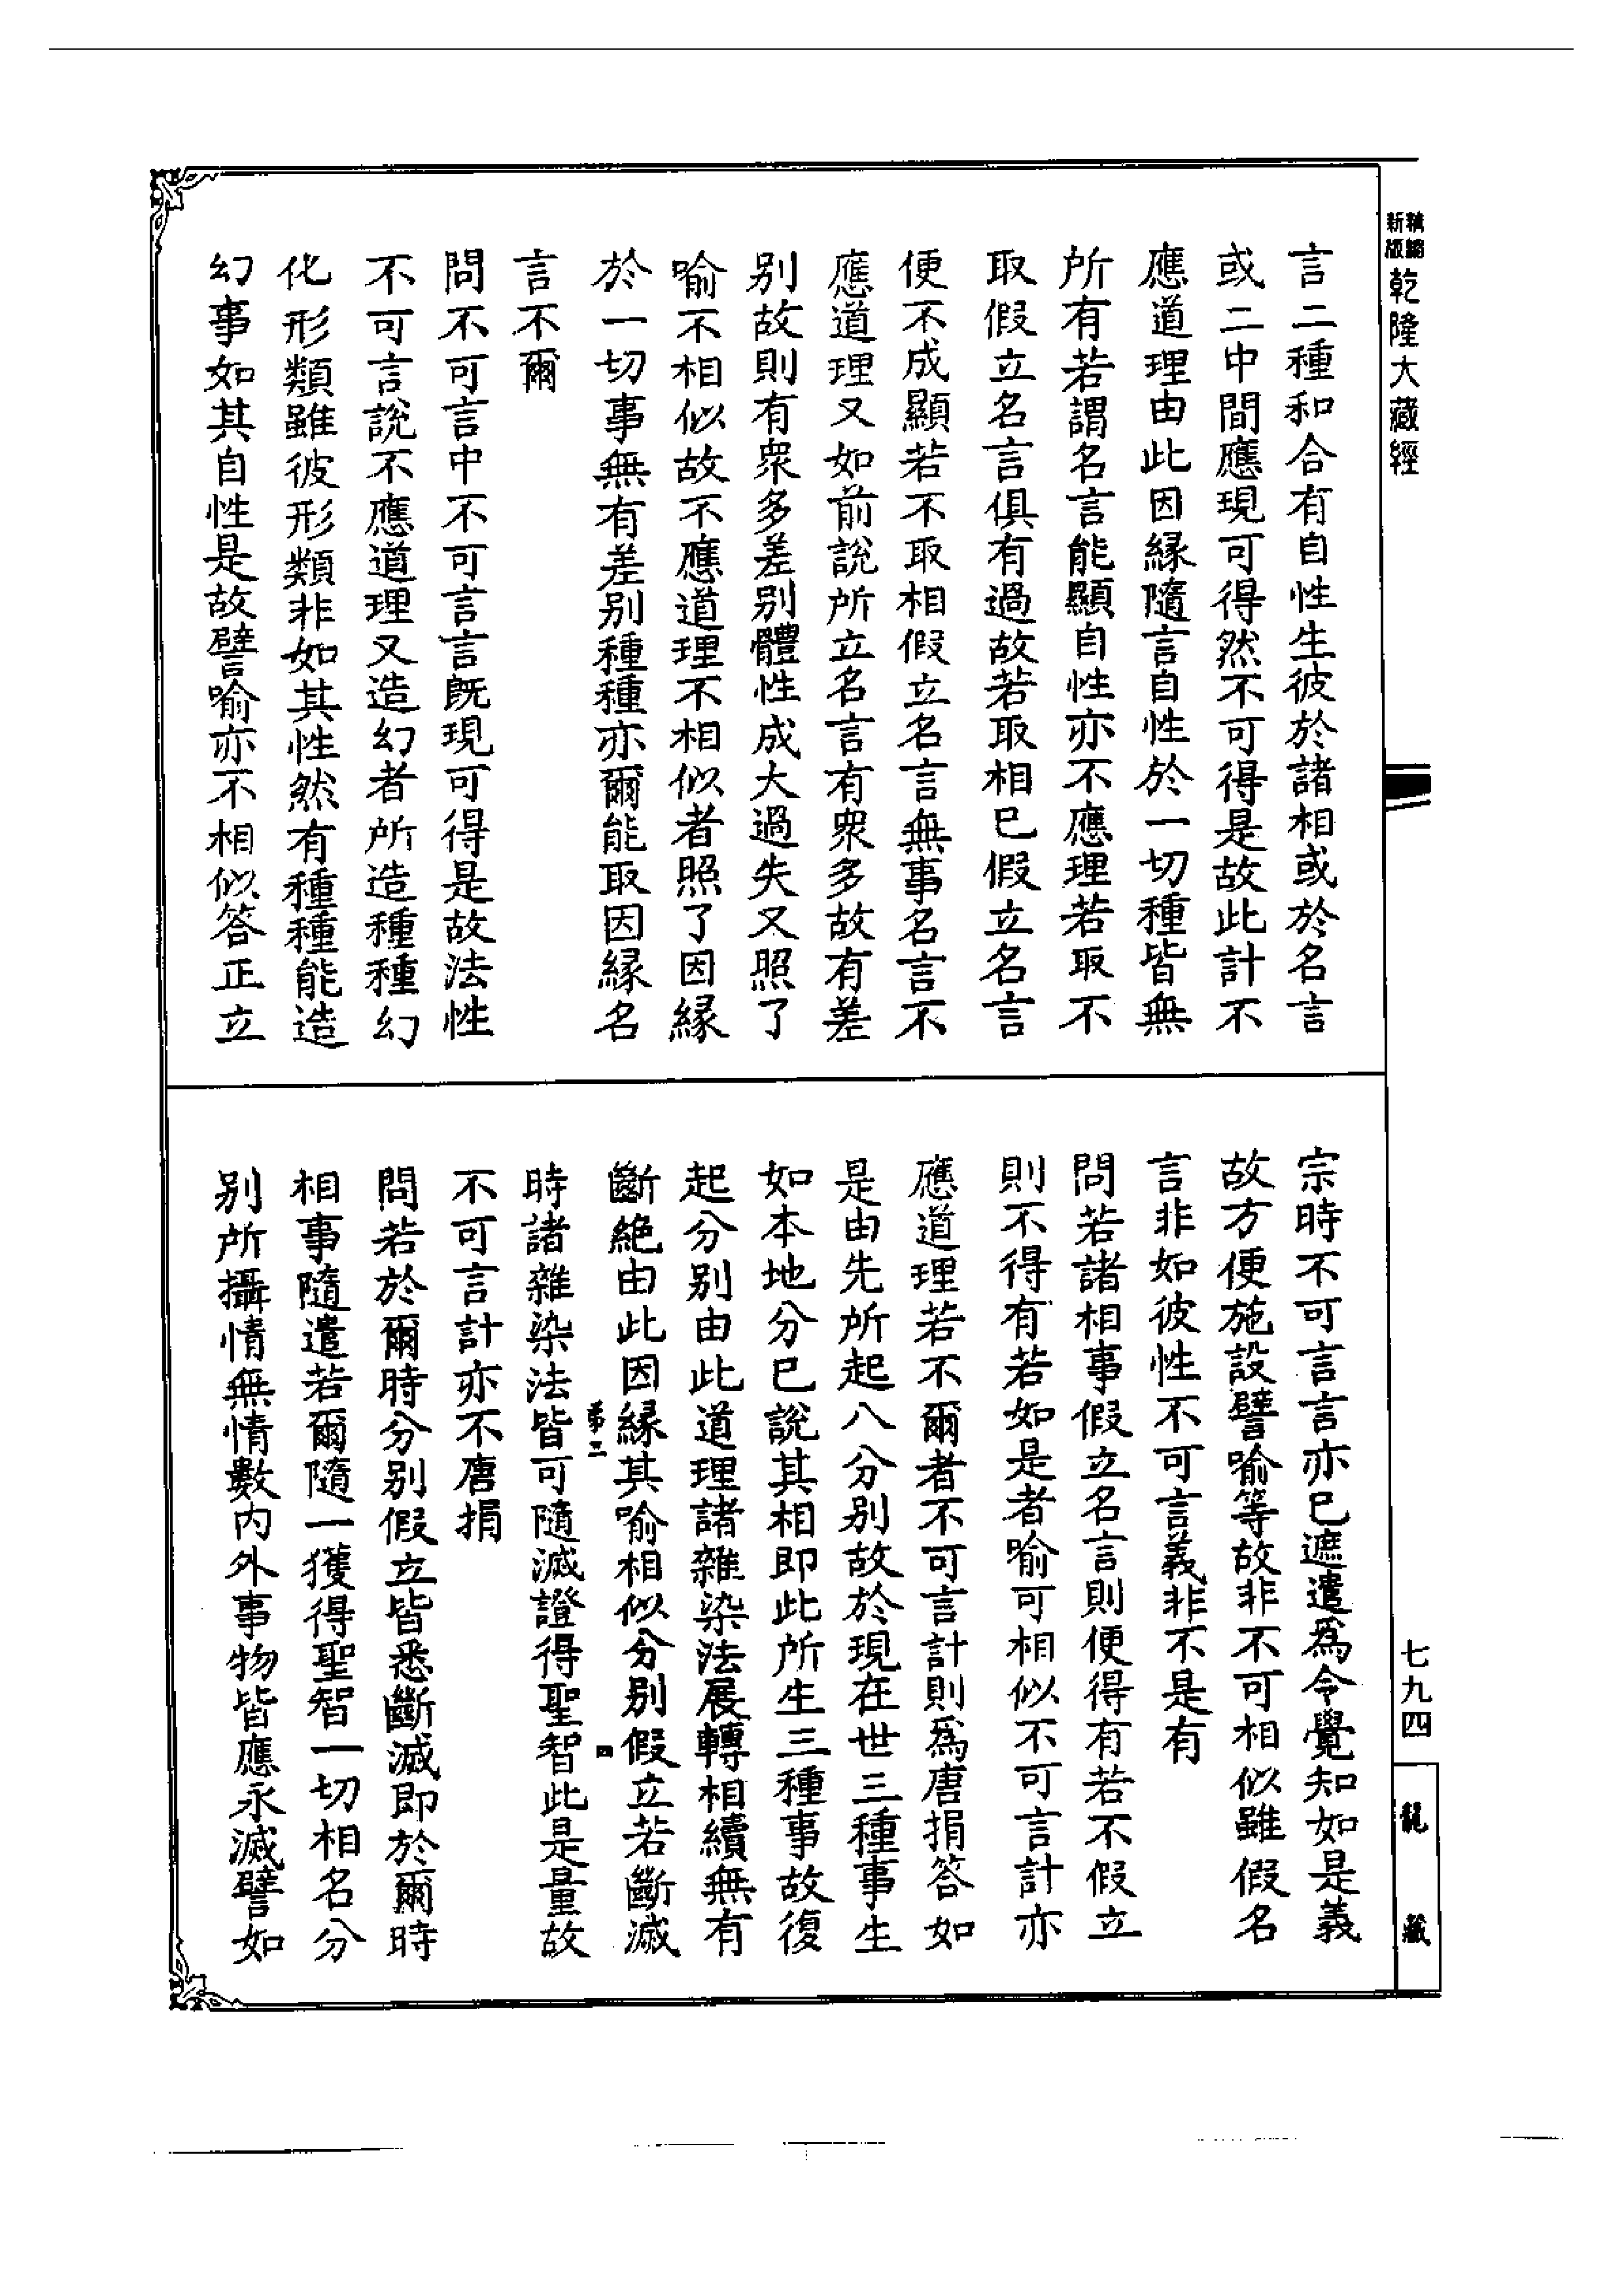 精縮新版乾隆大藏經
言二種和合有自性生彼於諸相或於名言
或二中間應現可得然不可得是故此計不
應道理由此因緣隨言自性於一切種皆無
所有若謂名言能顯自性亦不應理若取不
取假立名言俱有過故若取相已假立名言
便不成顯若不取相假立名言無事名言不
應道理又如前說所立名言有衆多故有差
別故則有衆多差別體性成大過失又照了
喻不相似故不應道理不相似者照了因緣
於一切事無有差別種種亦爾能取因緣名
言不爾
問不可言中不可言言旣現可得是故法性
不可言說不應道理又造幻者所造種種幻
化形類雖彼形類非如其性然有種種能造
幻事如其自性是故譬喻亦不相似答正立
宗時不可言言亦已遮遣爲令覺知如是義
故方便施設譬喻等故非不可相似雖假名
言非如彼性不可言義非不是有
問若諸相事假立名言則便得有若不假立
則不得有若如是者喻可相似不可言計亦
應道理若不爾者不可言計則爲唐捐答如
是由先所起八分別故於現在世三種事生
如本地分已說其相即此所生三種事故復
起分別由此道理諸雜染法展轉相續無有
斷絶由此因緣其喻相似分別假立若斷滅
第二
四
時諸雜染法皆可隨滅證得聖智此是量故
不可言計亦不唐捐
問若於爾時分別假立皆悉斷滅即於爾時
相事隨遣若爾隨一獲得聖智一切相名分
別所攝情無情數内外事物皆應永滅譬如
七九四
龍藏